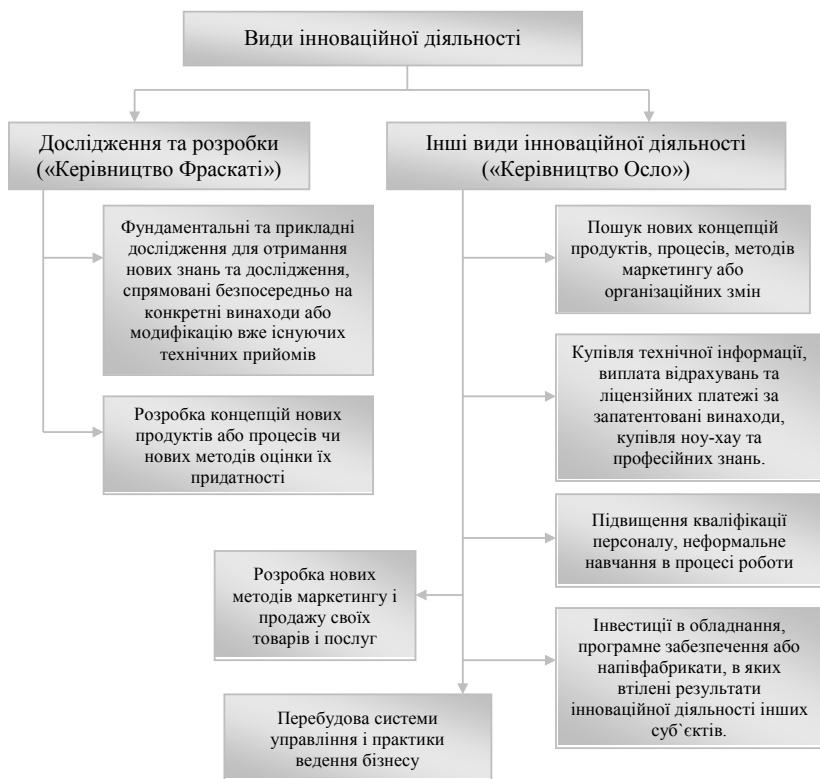 Види інноваційної діяльності
Дослідження та розробки
(«Керівництво Фраскаті»)
Інші види інноваційної діяльності
(«Керівництво Осло»)
Фундаментальні та прикладні
дослідження для отримання
нових знань та дослідження,
спрямовані безпосередньо на
конкретні винаходи або
модифікацію вже існуючих
технічних прийомів
Розробка концепцій нових
продуктів або процесів чи
нових методів оцінки їх
придатності
Пошук нових концепцій
продуктів, процесів, методів
маркетингу або
організаційних змін
Купівля технічної інформації,
виплата відрахувань та
ліцензійних платежі за
запатентовані винаходи,
купівля ноу-хау та
професійних знань.
Підвищення кваліфікації
персоналу, неформальне
навчання в процесі роботи
Розробка нових
методів маркетингу і
продажу своїх
товарів і послуг
Інвестиції в обладнання,
програмне забезпечення або
напівфабрикати, в яких
втілені результати
інноваційної діяльності інших
суб`єктів.
Перебудова системи
управління і практики
ведення бізнесу